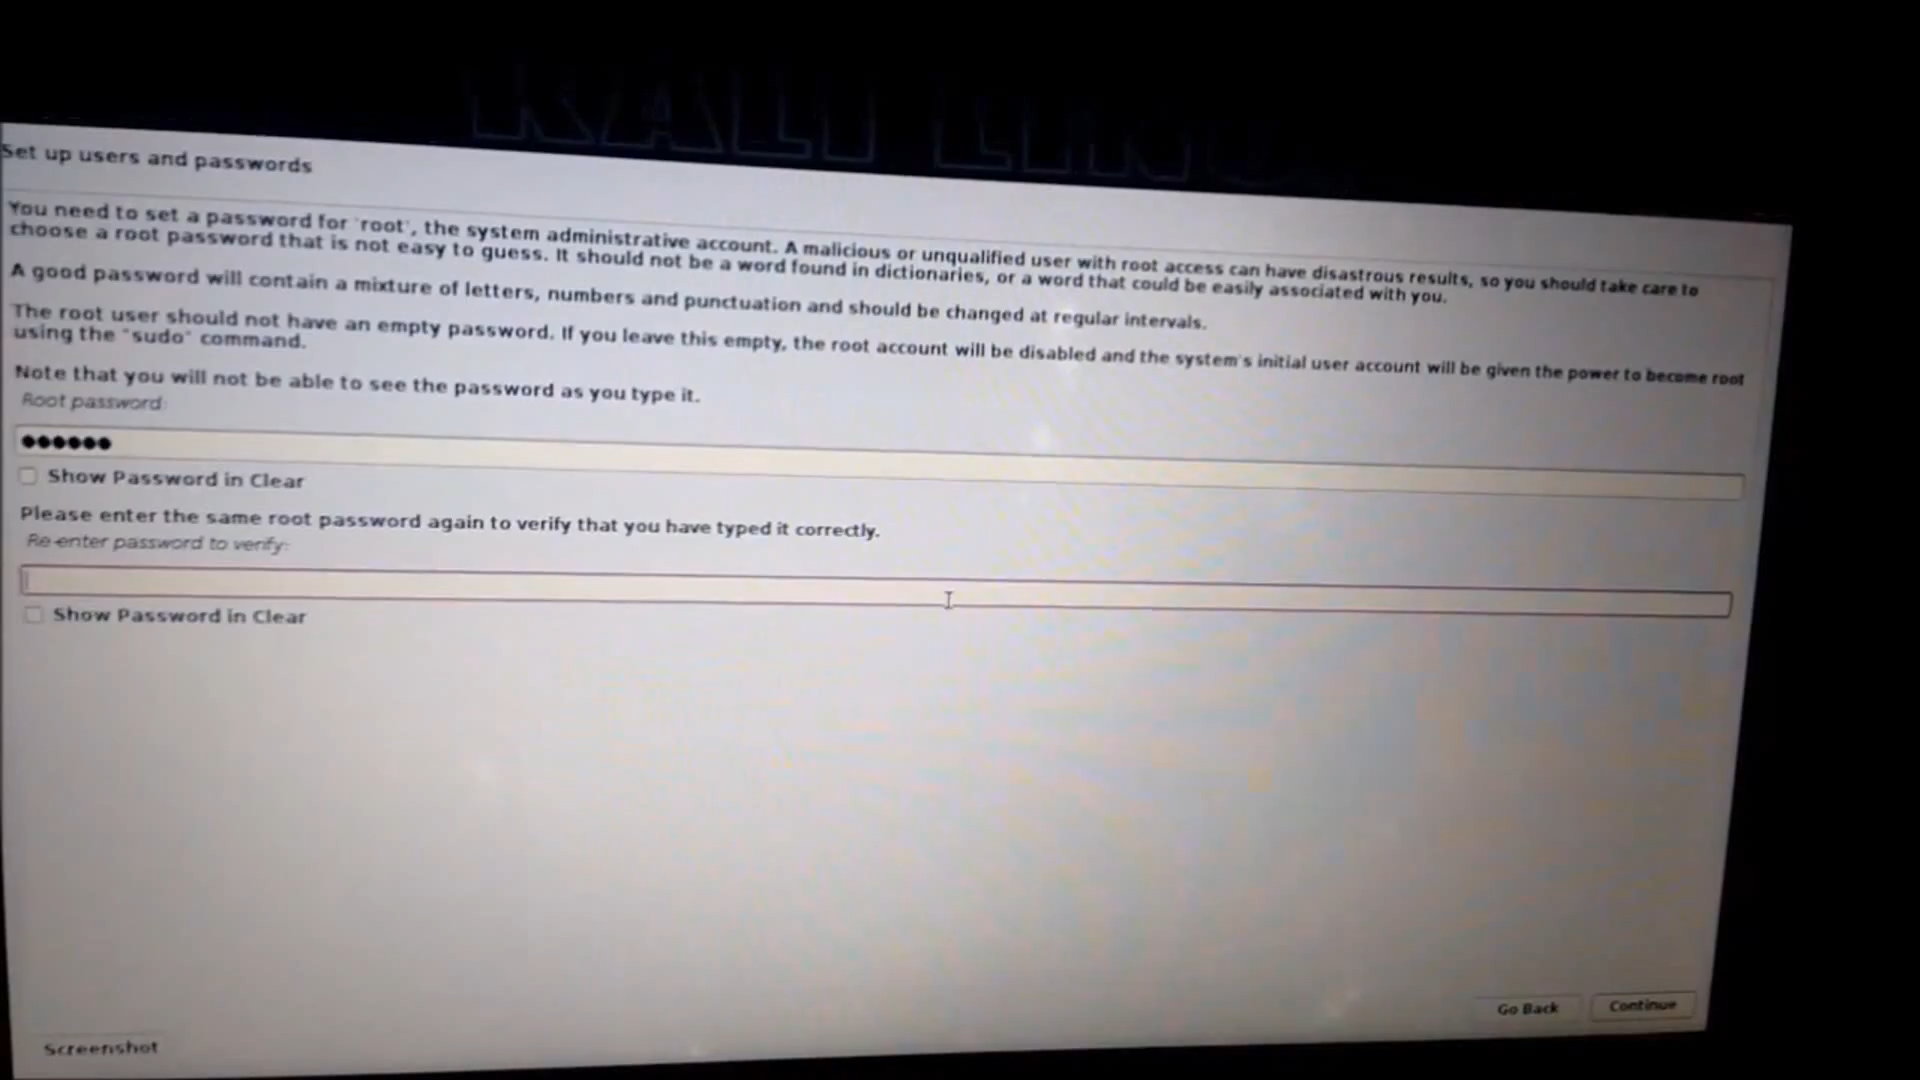 KALI LINU
Set up users and passwords
You need to set a password for 'root', the system administrative account. A malicious or unqualified user with root access can have disastrous results, so you should take care to
choose a root password that is not easy to guess. It should not be a word found in dictionaries, or a word that could be easily associated with you.
A good password will contain a mixture of letters, numbers and punctuation and should be changed at regular intervals.
The root user should not have an empty password. If you leave this empty, the root account will be disabled and the system's initial user account will be given the power to become root
using the "sudo" command.
Note that you will not be able to see the password as you type it.
Root password:
●●●●●●
Show Password in Clear
Please enter the same root password again to verify that you have typed it correctly.
Re-enter password to verify:
Show Password in Clear
Go Back
Continue
Screenshot